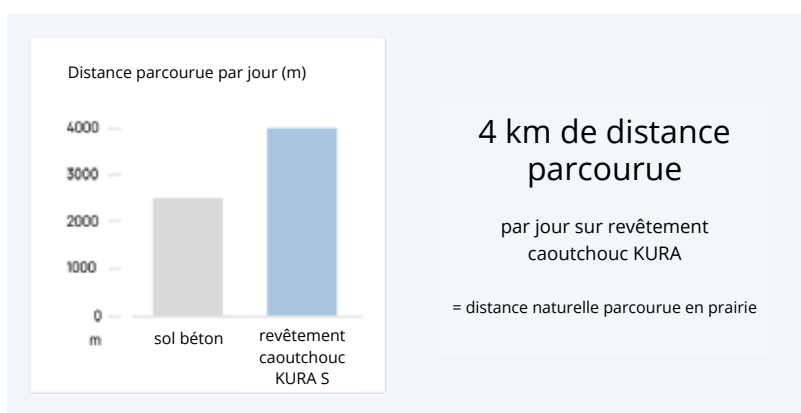 Distance parcourue par jour (m)
4000
3000
2000
1000
0
m
sol béton
revêtement
caoutchouc
KURA S
4 km de distance
parcourue
par jour sur revêtement
caoutchouc KURA
= distance naturelle parcourue en prairie